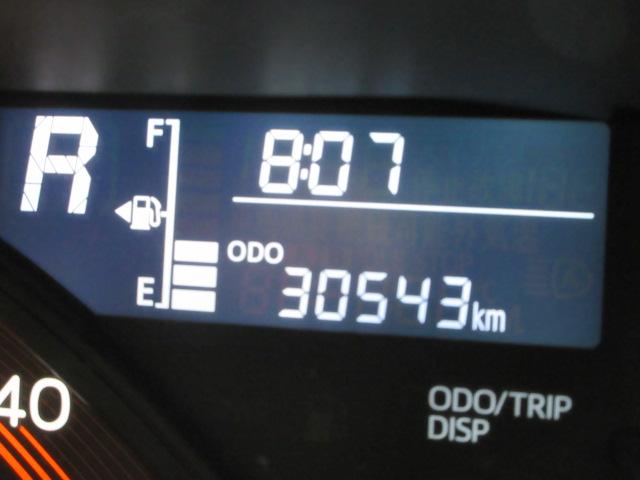 R
F
8:07
ODO
E
30543km
40
ODO/TRIP
DISP